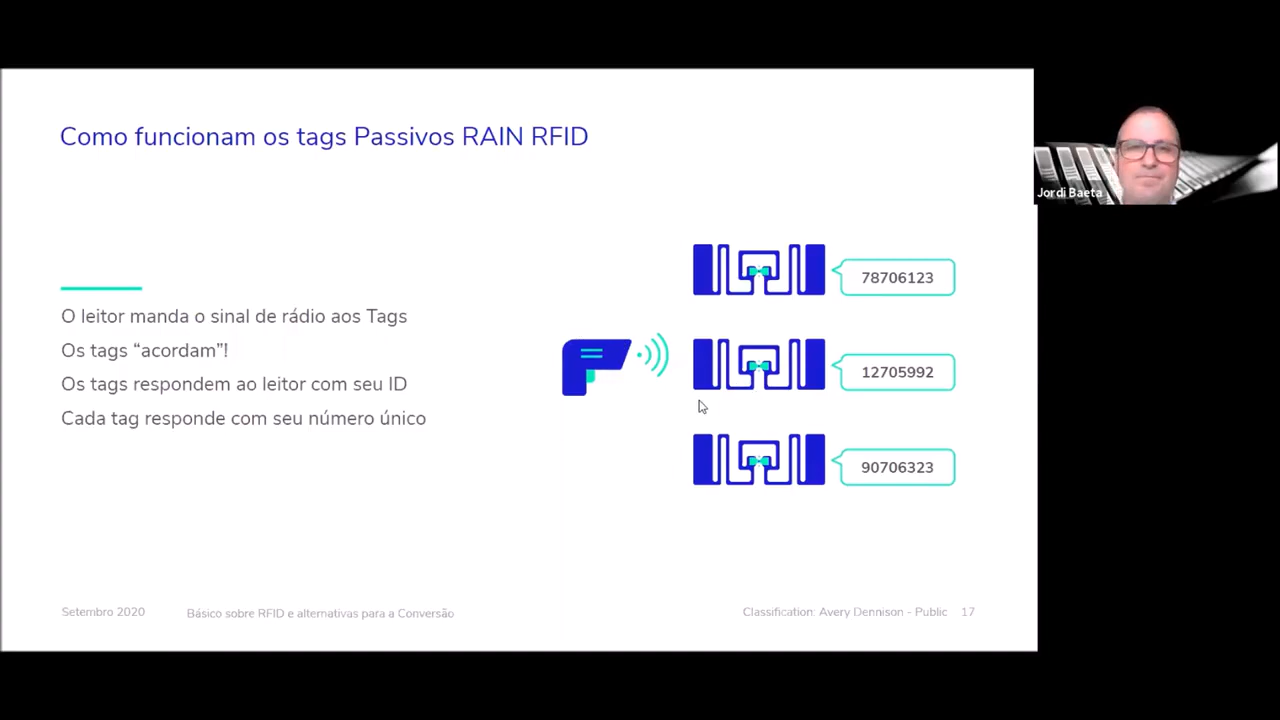 Como funcionam os tags Passivos RAIN RFID
Jordi Baeta
O leitor manda o sinal de rádio aos Tags
Os tags “acordam”!
Os tags respondem ao leitor com seu ID
Cada tag responde com seu número único
78706123
12705992
90706323
Setembro 2020
Básico sobre RFID e alternativas para a Conversão
Classification: Avery Dennison - Public
17